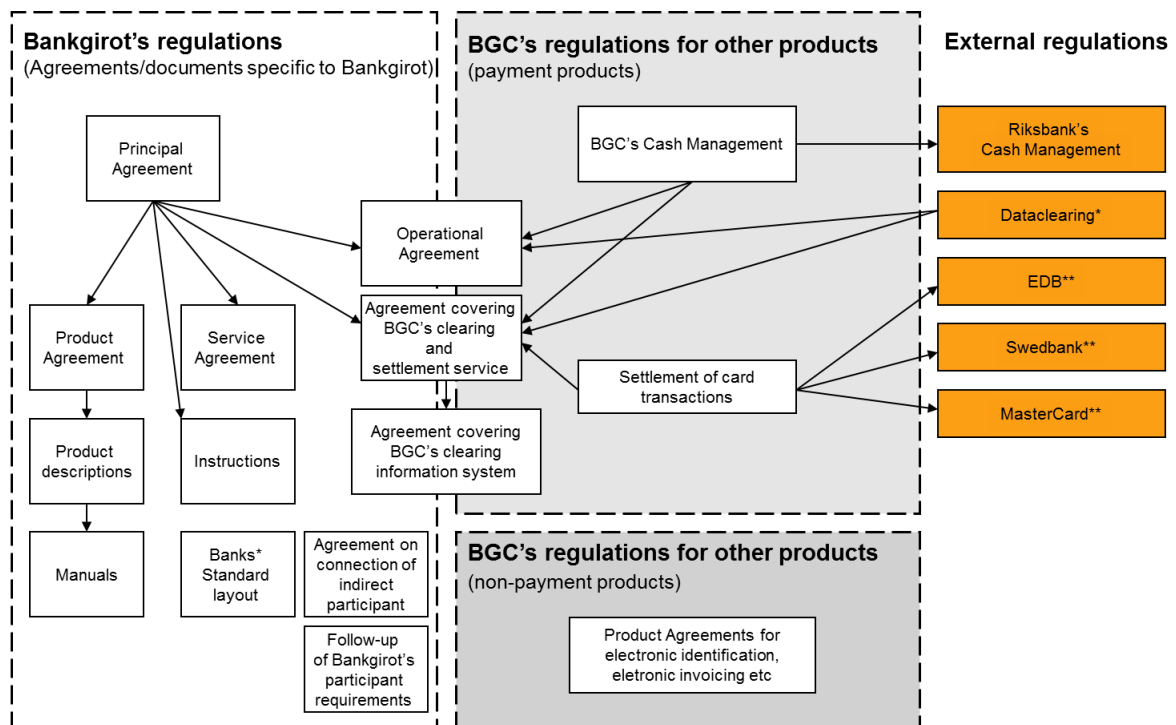 Bankgirot’s regulations
(Agreements/documents specific to Bankgirot)
Principal
Agreement
Operational
Agreement
Product
Agreement
Service
Agreement
Agreement covering
BGC’s clearing
and
settlement service
Product
descriptions
Instructions
Agreement covering
BGC’s clearing
information system
Manuals
Banks*
Standard
layout
Agreement on
connection of
indirect
participant
Follow-up
of Bankgirot’s
participant
requirements
BGC’s regulations for other products
(payment products)
BGC’s Cash Management
Settlement of card
transactions
BGC’s regulations for other products
(non-payment products)
Product Agreements for
electronic identification,
eletronic invoicing etc
External regulations
Riksbank’s
Cash Management
Dataclearing*
EDB**
Swedbank**
MasterCard**